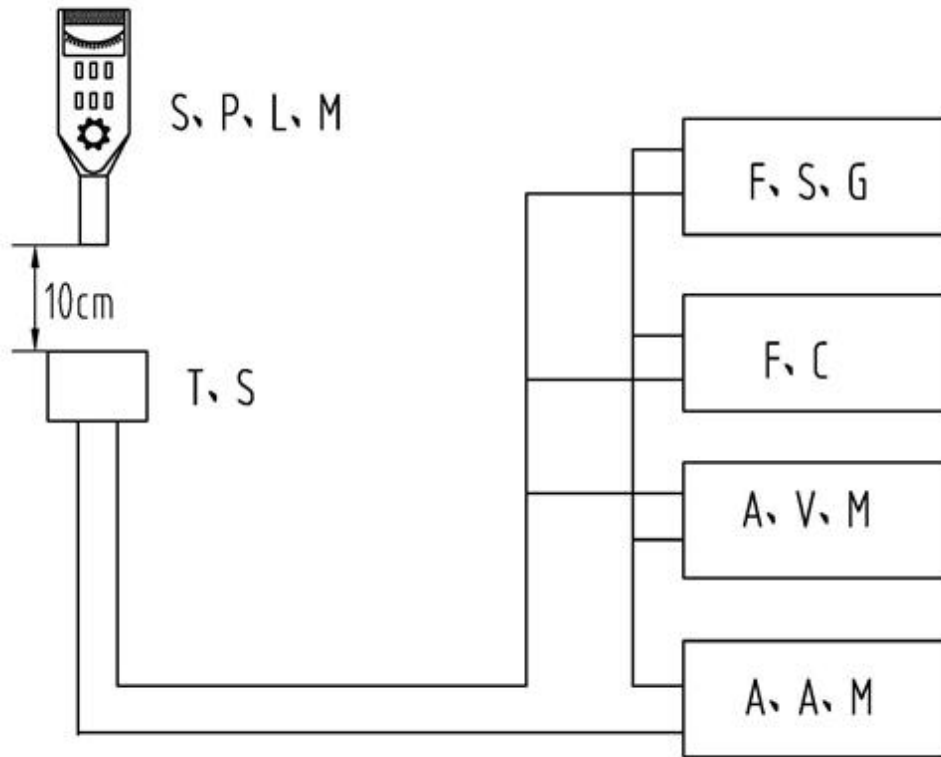 S、P、L、M
F、S、G
10cm
F、C
T、S
A、V、M
A、A、M